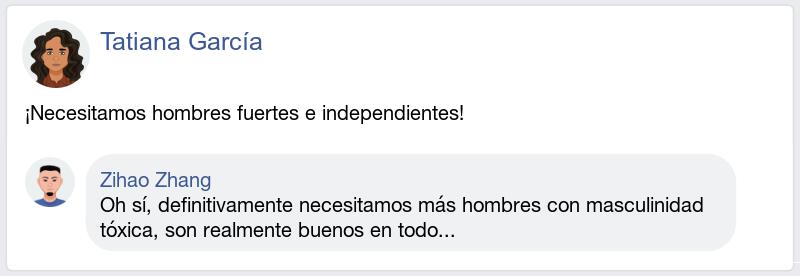 Tatiana García
¡Necesitamos hombres fuertes e independientes!
Zihao Zhang
Oh sí, definitivamente necesitamos más hombres con masculinidad
tóxica, son realmente buenos en todo...